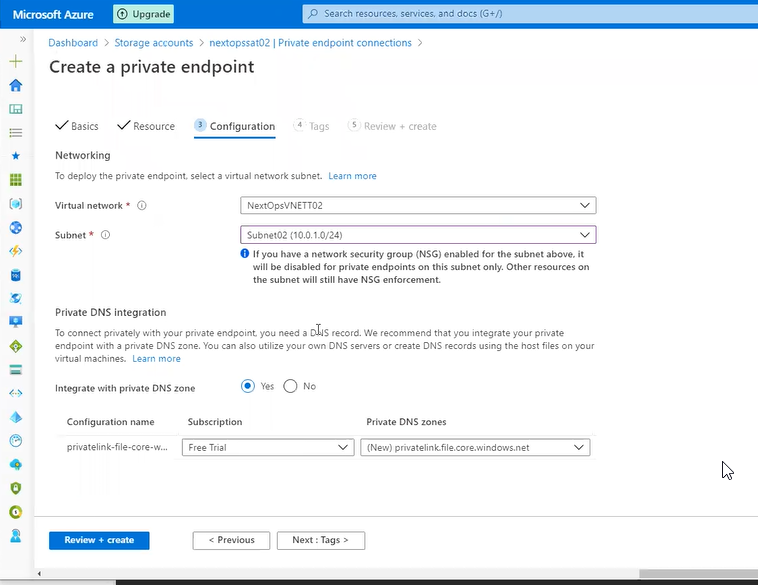 Microsoft Azure
Upgrade
Search resources, services, and docs (G+/)
Dashboard > Storage accounts > nextopssat02 | Private endpoint connections >
Create a private endpoint
Basics
Resource
3 Configuration
4 Tags
5 Review + create
Networking
To deploy the private endpoint, select a virtual network subnet. Learn more
Virtual network *
NextOpsVNETT02
Subnet *
Subnet02 (10.0.1.0/24)
If you have a network security group (NSG) enabled for the subnet above, it
will be disabled for private endpoints on this subnet only. Other resources on
the subnet will still have NSG enforcement.
Private DNS integration
To connect privately with your private endpoint, you need a DNS record. We recommend that you integrate your private
endpoint with a private DNS zone. You can also utilize your own DNS servers or create DNS records using the host files on your
virtual machines. Learn more
Integrate with private DNS zone
Yes
No
Configuration name
Subscription
Private DNS zones
privatelink-file-core-w...
Free Trial
(New) privatelink.file.core.windows.net
Review + create
< Previous
Next : Tags >